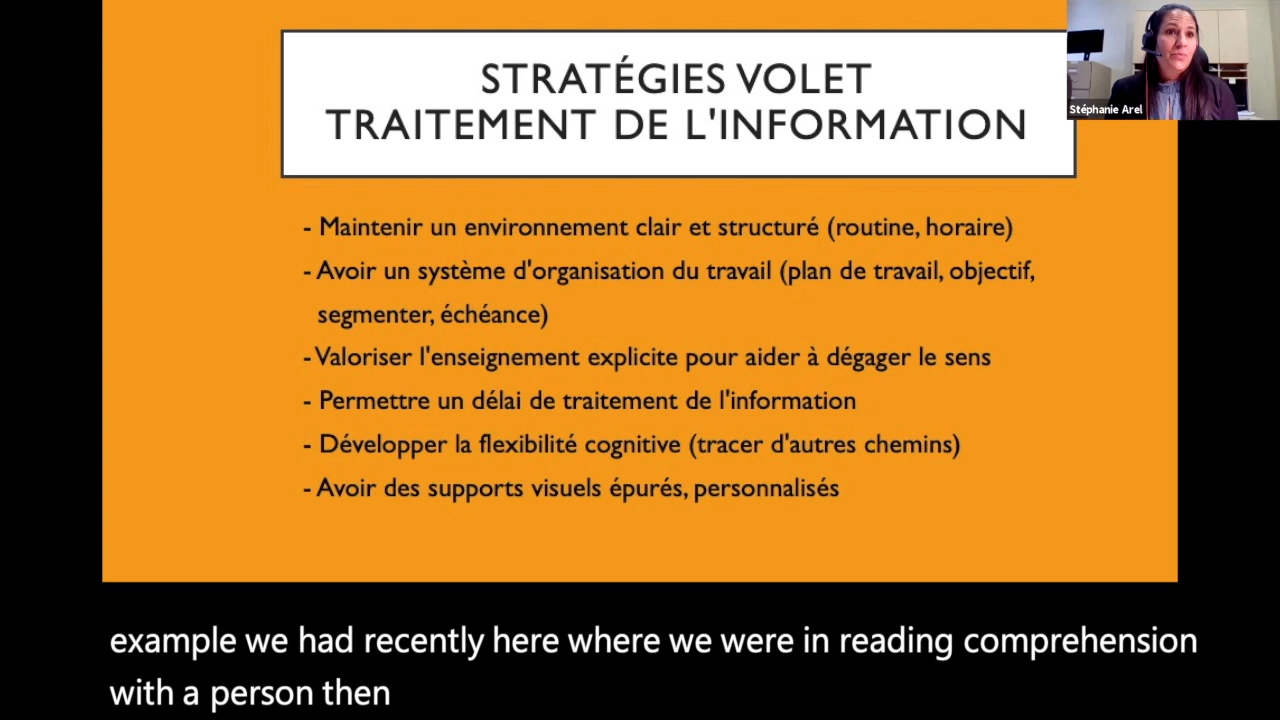 STRATÉGIES VOLET
TRAITEMENT DE L'INFORMATION
Stéphanie Arel
- Maintenir un environnement clair et structuré (routine, horaire)
- Avoir un système d'organisation du travail (plan de travail, objectif,
segmenter, échéance)
- Valoriser l'enseignement explicite pour aider à dégager le sens
- Permettre un délai de traitement de l'information
- Développer la flexibilité cognitive (tracer d'autres chemins)
- Avoir des supports visuels épurés, personnalisés
example we had recently here where we were in reading comprehension
with a person then